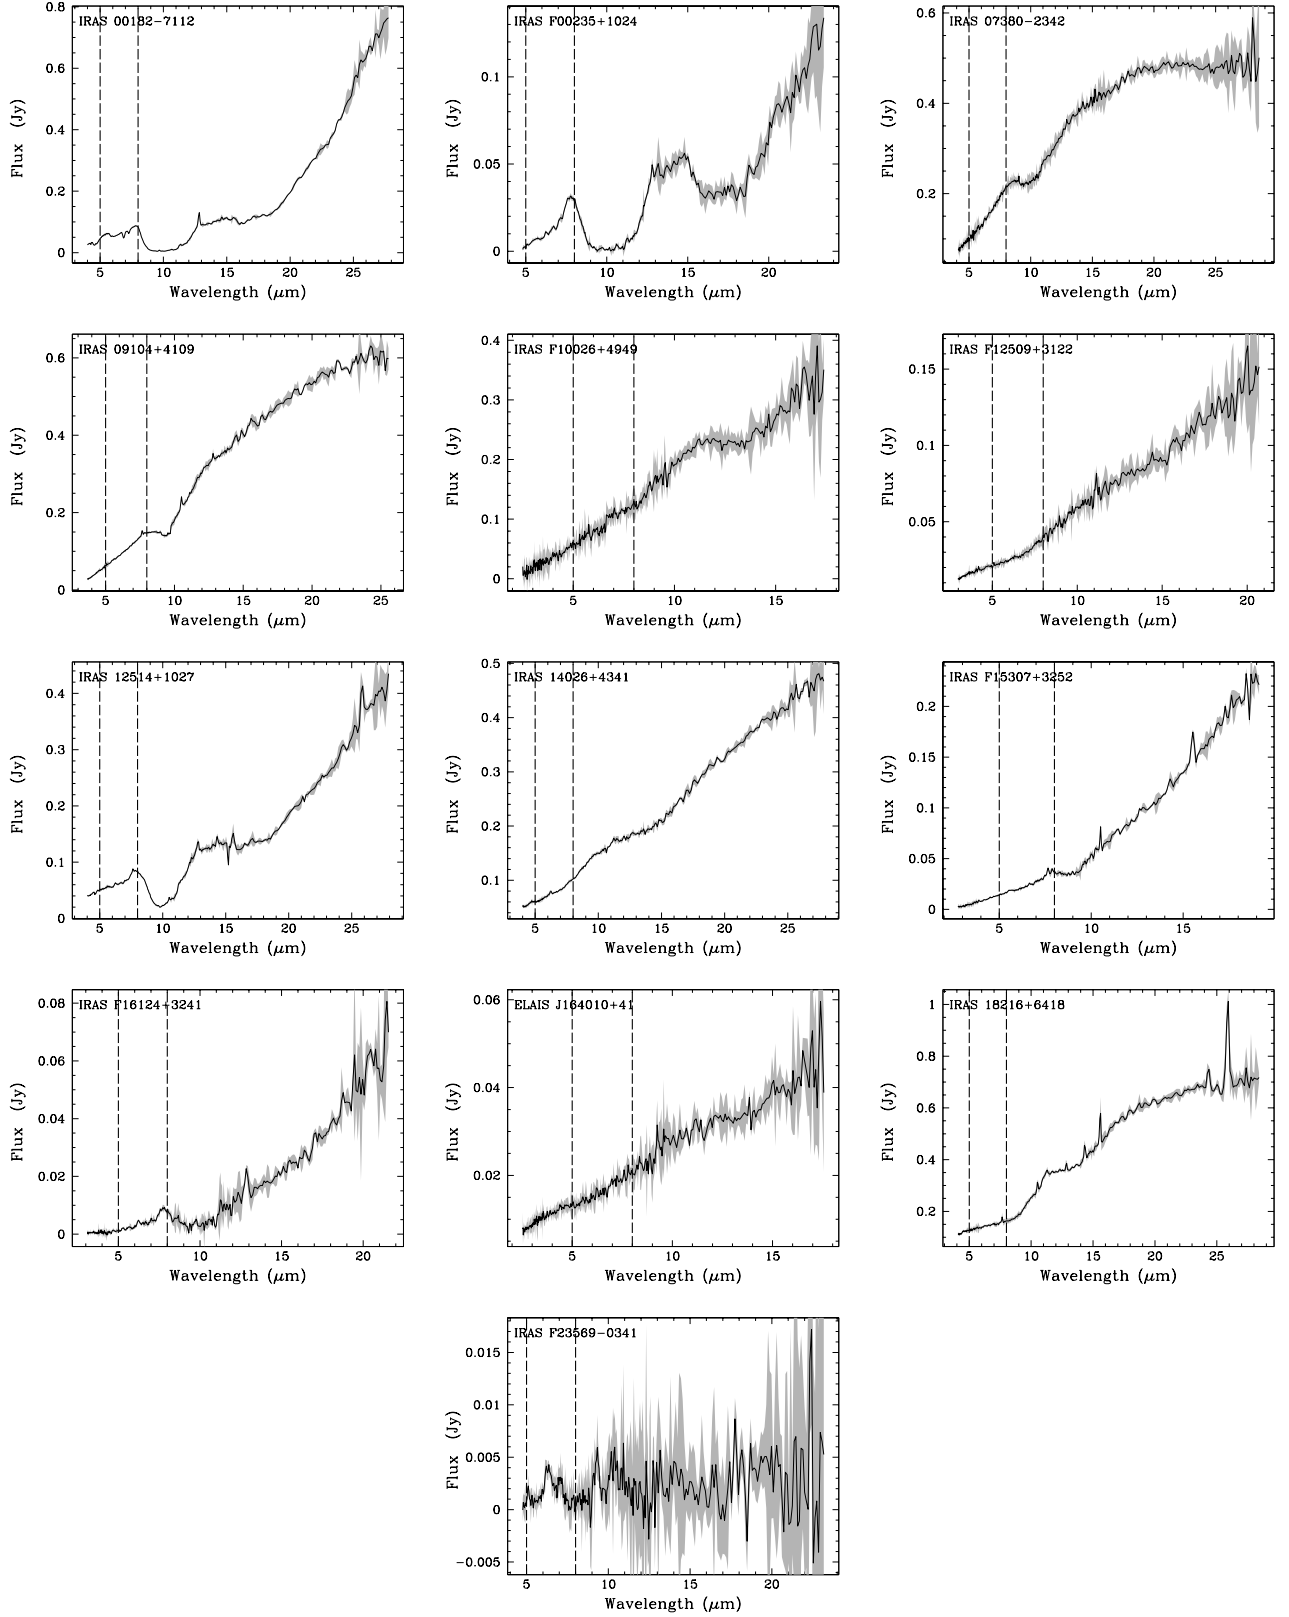 IRAS 00182−7112
Flux (Jy)
0.8
0.6
0.4
0.2
0
5 10 15 20 25
Wavelength (μm)
IRAS F00235+1024
Flux (Jy)
0.1
0.05
0
5 10 15 20
Wavelength (μm)
IRAS 07380−2342
Flux (Jy)
0.6
0.4
0.2
5 10 15 20 25
Wavelength (μm)
IRAS 09104+4109
Flux (Jy)
0.6
0.4
0.2
0
5 10 15 20 25
Wavelength (μm)
IRAS F10026+4949
Flux (Jy)
0.4
0.3
0.2
0.1
0
5 10 15
Wavelength (μm)
IRAS F12509+3122
Flux (Jy)
0.15
0.1
0.05
5 10 15 20
Wavelength (μm)
IRAS 12514+1027
Flux (Jy)
0.4
0.3
0.2
0.1
0
5 10 15 20 25
Wavelength (μm)
IRAS 14026+4341
Flux (Jy)
0.5
0.4
0.3
0.2
0.1
5 10 15 20 25
Wavelength (μm)
IRAS F15307+3252
Flux (Jy)
0.2
0.15
0.1
0.05
0
5 10 15
Wavelength (μm)
IRAS F16124+3241
Flux (Jy)
0.08
0.06
0.04
0.02
0
5 10 15 20
Wavelength (μm)
ELAIS J164010+41
Flux (Jy)
0.06
0.04
0.02
5 10 15
Wavelength (μm)
IRAS 18216+6418
Flux (Jy)
1
0.8
0.6
0.4
0.2
5 10 15 20 25
Wavelength (μm)
IRAS F23569−0341
Flux (Jy)
0.015
0.01
0.005
0
−0.005
5 10 15 20
Wavelength (μm)